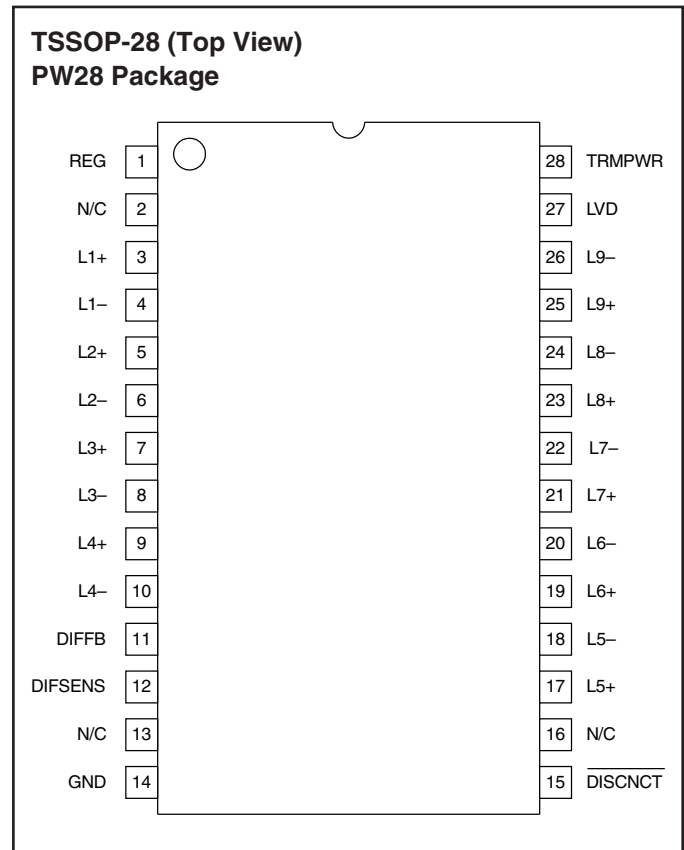 TSSOP-28 (Top View)
PW28 Package
REG 1 28 TRMPWR
N/C 2 27 LVD
L1+ 3 26 L9–
L1– 4 25 L9+
L2+ 5 24 L8–
L2– 6 23 L8+
L3+ 7 22 L7–
L3– 8 21 L7+
L4+ 9 20 L6–
L4– 10 19 L6+
DIFFB 11 18 L5–
DIFSENS 12 17 L5+
N/C 13 16 N/C
GND 14 15 DISCNCT